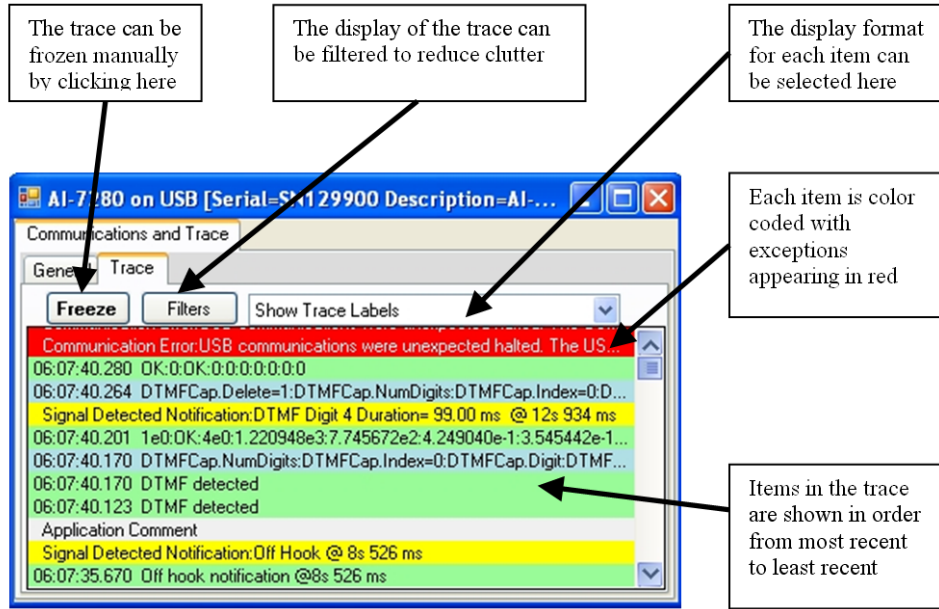 The trace can be
frozen manually
by clicking here
The display of the trace can
be filtered to reduce clutter
The display format
for each item can
be selected here
Each item is color
coded with
exceptions
appearing in red
Items in the trace
are shown in order
from most recent
to least recent
AI-7280 on USB [Serial=SN129900 Description=AI-...
Communications and Trace
General Trace
Freeze Filters Show Trace Labels
Communication Error:USB communications were unexpected halted. The US...
06:07:40.280 OK:0:OK:0:0:0:0:0:0:0
06:07:40.264 DTMFCap.Delete=1:DTMFCap.NumDigits:DTMFCap.Index=0:D...
Signal Detected Notification:DTMF Digit 4 Duration= 99.00 ms @ 12s 934 ms
06:07:40.201 1e0:OK:4e0:1.220948e3:7.745672e2:4.249040e-1:3.545442e-1...
06:07:40.170 DTMFCap.NumDigits:DTMFCap.Index=0:DTMFCap.Digit:DTMF...
06:07:40.170 DTMF detected
06:07:40.123 DTMF detected
Application Comment
Signal Detected Notification:Off Hook @ 8s 526 ms
06:07:35.670 Off hook notification @8s 526 ms